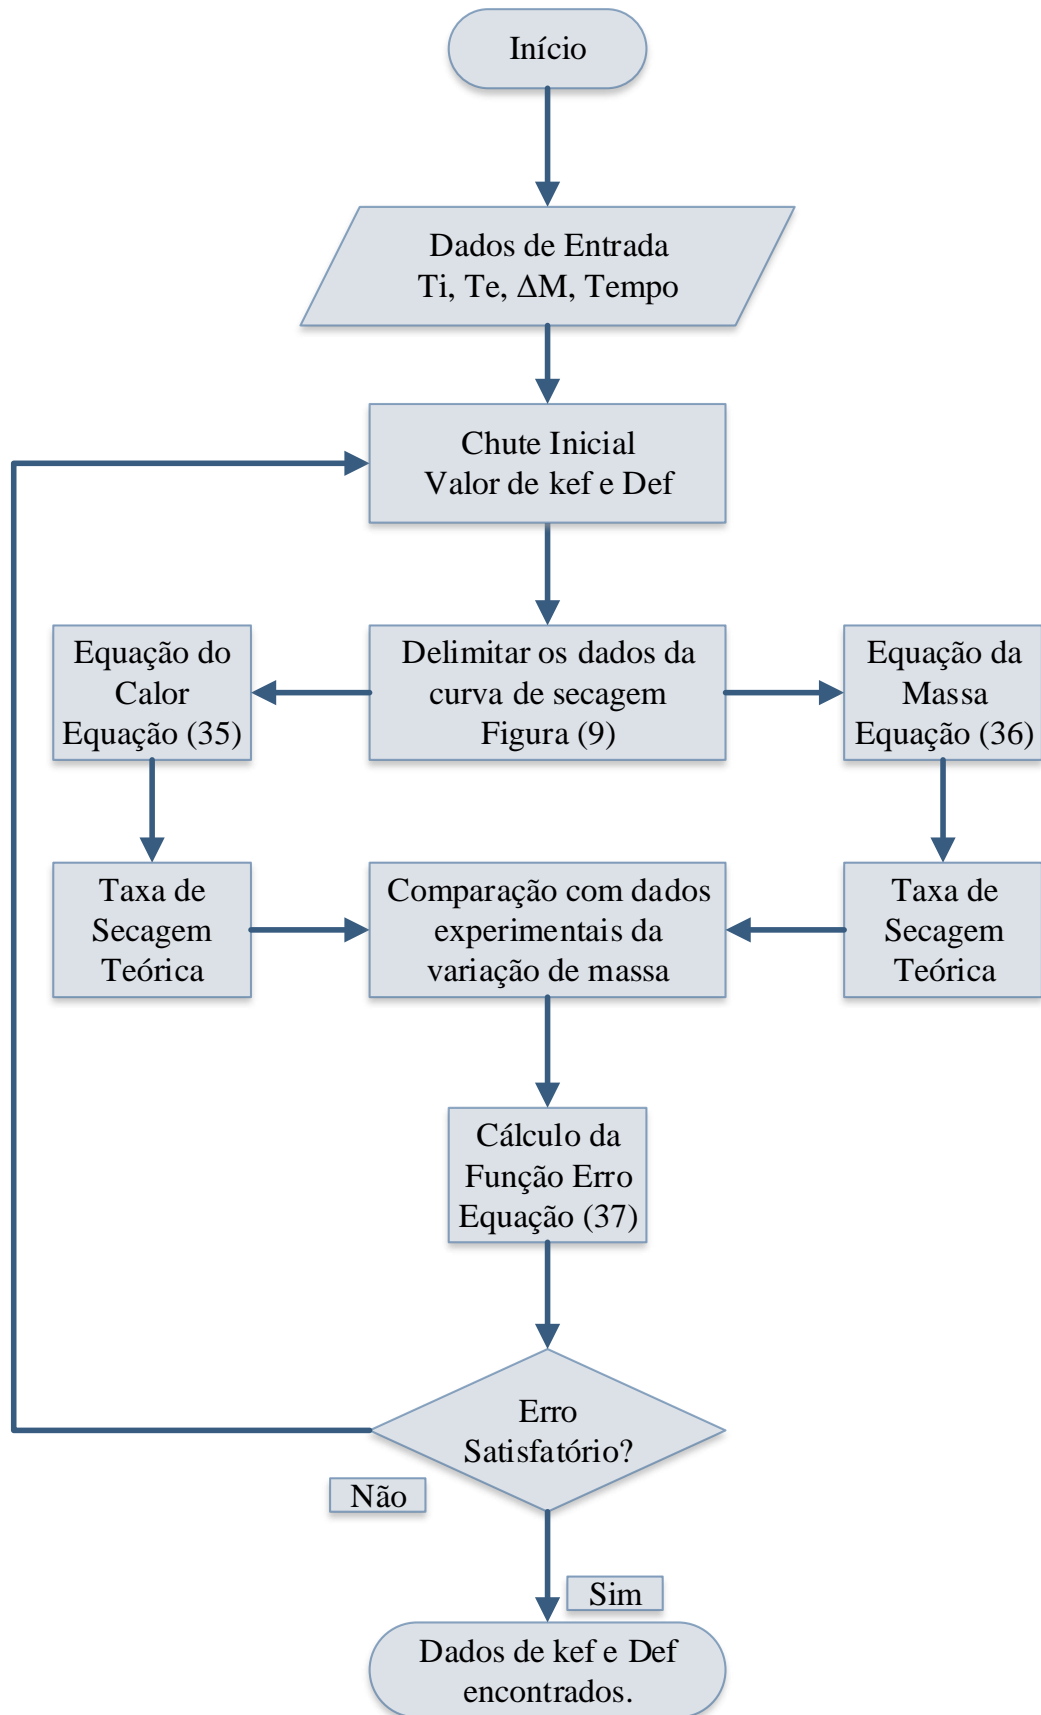 Início
Dados de Entrada
Ti, Te, ΔM, Tempo
Chute Inicial
Valor de kef e Def
Equação do
Calor
Equação (35)
Delimitar os dados da
curva de secagem
Figura (9)
Equação da
Massa
Equação (36)
Taxa de
Secagem
Teórica
Comparação com dados
experimentais da
variação de massa
Taxa de
Secagem
Teórica
Cálculo da
Função Erro
Equação (37)
Erro
Satisfatório?
Não
Sim
Dados de kef e Def
encontrados.